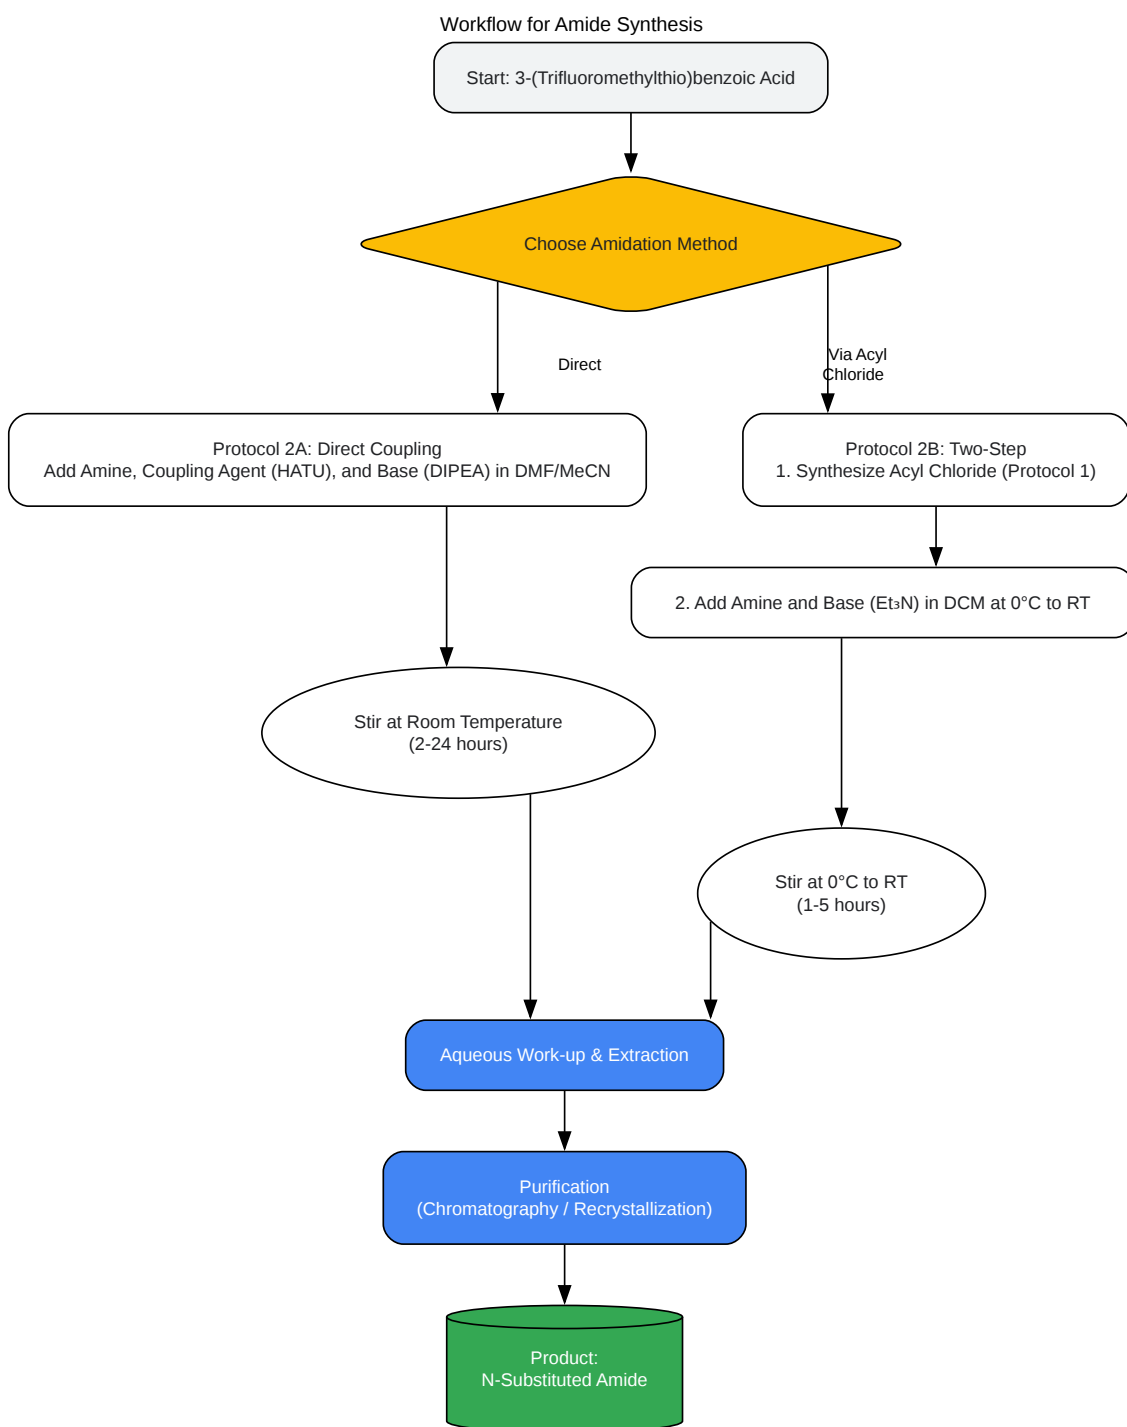 Workflow for Amide Synthesis
Start: 3-(Trifluoromethylthio)benzoic Acid
Choose Amidation Method
Direct
Via Acyl
Chloride
Protocol 2A: Direct Coupling
Add Amine, Coupling Agent (HATU), and Base (DIPEA) in DMF/MeCN
Protocol 2B: Two-Step
1. Synthesize Acyl Chloride (Protocol 1)
2. Add Amine and Base (Et₃N) in DCM at 0°C to RT
Stir at Room Temperature
(2-24 hours)
Stir at 0°C to RT
(1-5 hours)
Aqueous Work-up & Extraction
Purification
(Chromatography / Recrystallization)
Product:
N-Substituted Amide